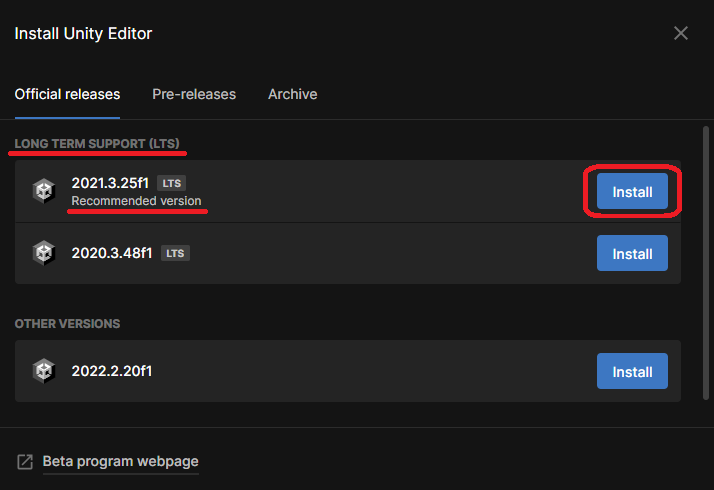 Install Unity Editor
Official releases Pre-releases Archive
LONG TERM SUPPORT (LTS)
2021.3.25f1 LTS
Recommended version
Install
2020.3.48f1 LTS
Install
OTHER VERSIONS
2022.2.20f1
Install
Beta program webpage